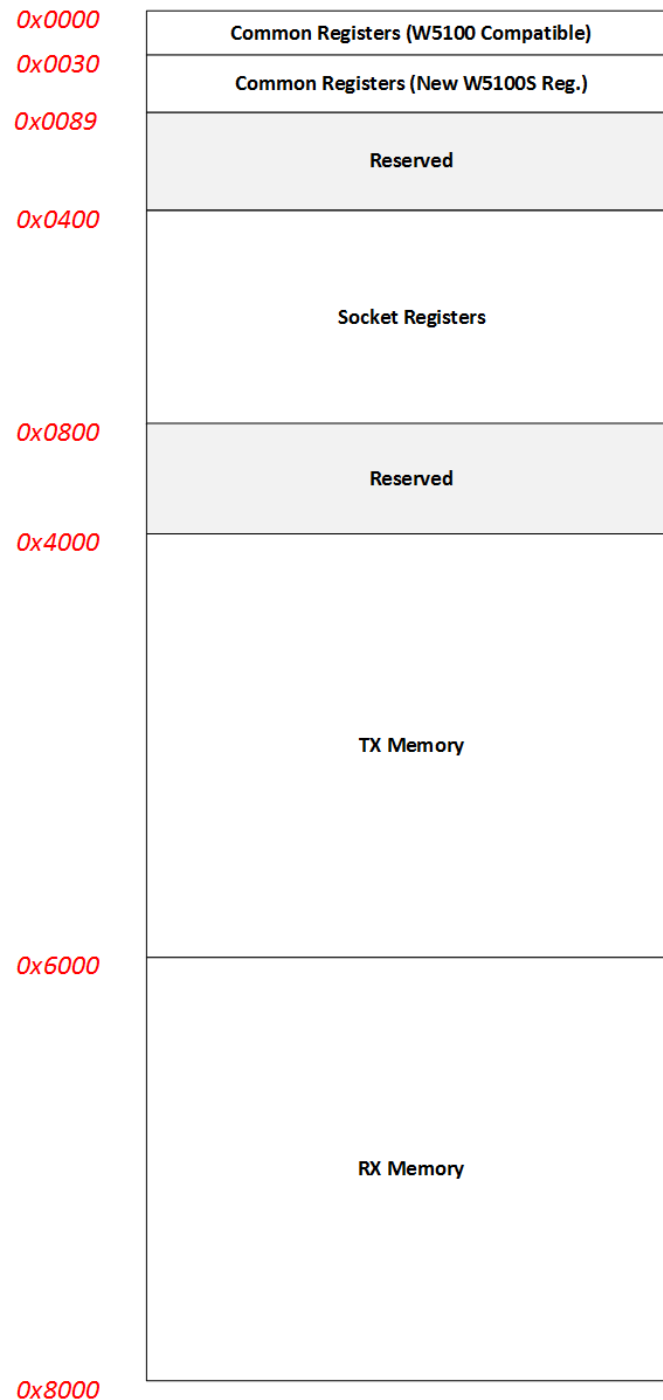 0x0000
Common Registers (W5100 Compatible)
0x0030
Common Registers (New W5100S Reg.)
0x0089
Reserved
0x0400
Socket Registers
0x0800
Reserved
0x4000
TX Memory
0x6000
RX Memory
0x8000